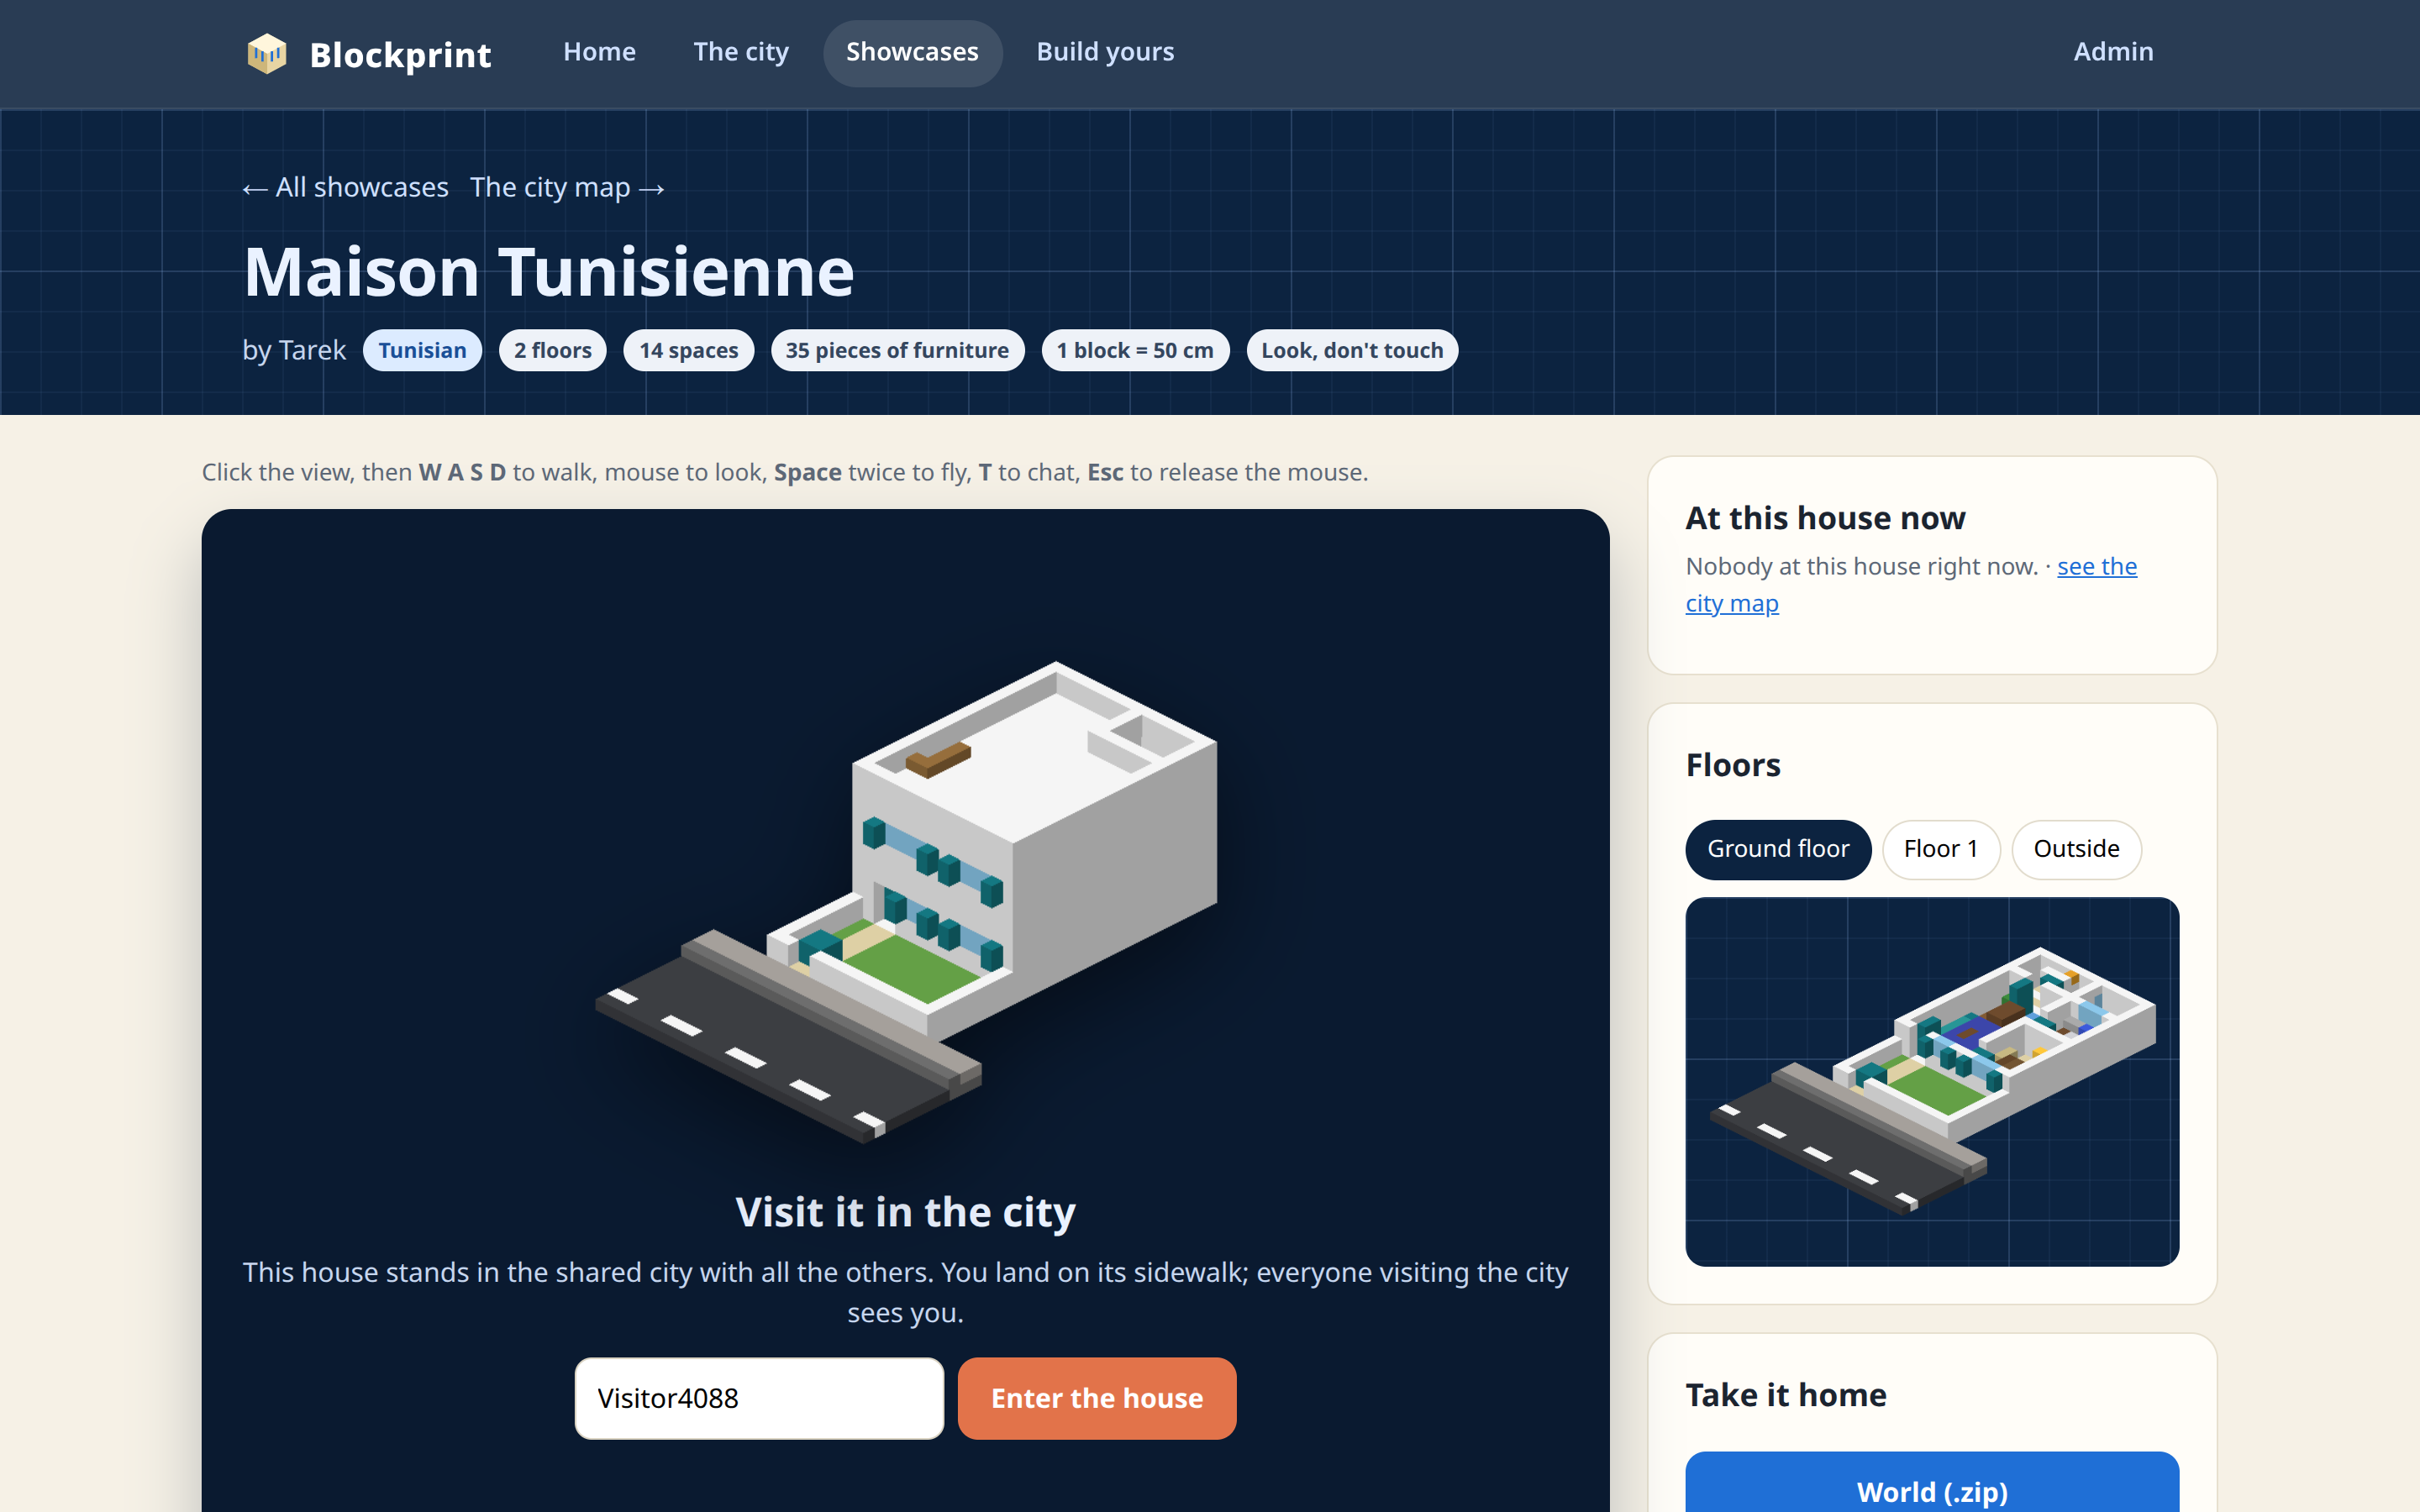 Blockprint
Home
The city
Showcases
Build yours
Admin
← All showcases
The city map →
Maison Tunisienne
by Tarek
Tunisian
2 floors
14 spaces
35 pieces of furniture
1 block = 50 cm
Look, don't touch
Click the view, then W A S D to walk, mouse to look, Space twice to fly, T to chat, Esc to release the mouse.
Visit it in the city
This house stands in the shared city with all the others. You land on its sidewalk; everyone visiting the city
sees you.
Visitor4088
Enter the house
At this house now
Nobody at this house right now. · see the
city map
Floors
Ground floor
Floor 1
Outside
Take it home
World (.zip)